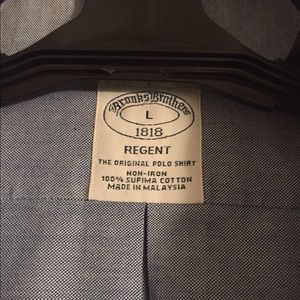 Brooks Brothers
L
1818
REGENT
THE ORIGINAL POLO SHIRT
NON-IRON
100% SUPIMA COTTON
MADE IN MALAYSIA